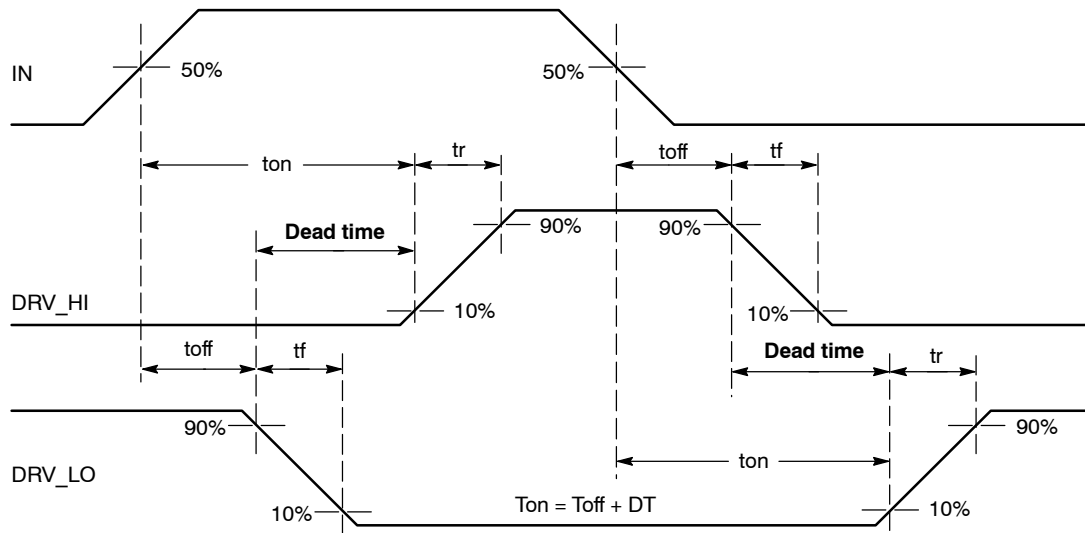 IN
50%
50%
ton
tr
toff
tf
Dead time
90%
90%
DRV_HI
10%
10%
toff
tf
Dead time
tr
90%
90%
DRV_LO
ton
10%
Ton = Toff + DT
10%